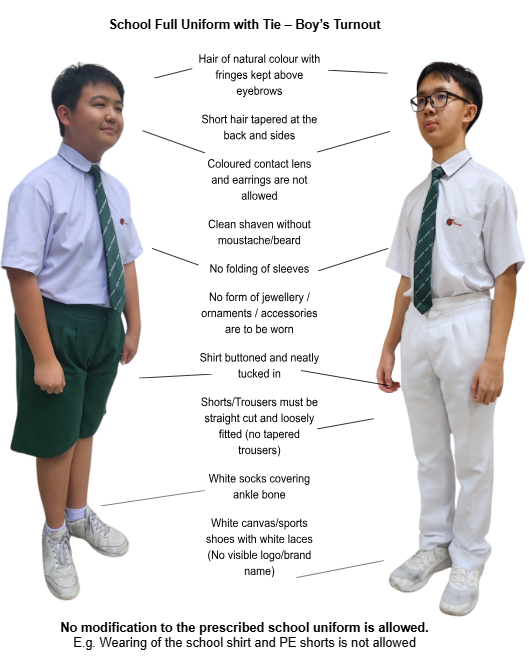 School Full Uniform with Tie – Boy's Turnout
Hair of natural colour with
fringes kept above
eyebrows
Short hair tapered at the
back and sides
Coloured contact lens
and earrings are not
allowed
Clean shaven without
moustache/beard
No folding of sleeves
No form of jewellery /
ornaments / accessories
are to be worn
Shirt buttoned and neatly
tucked in
Shorts/Trousers must be
straight cut and loosely
fitted (no tapered
trousers)
White socks covering
ankle bone
White canvas/sports
shoes with white laces
(No visible logo/brand
name)
No modification to the prescribed school uniform is allowed.
E.g. Wearing of the school shirt and PE shorts is not allowed